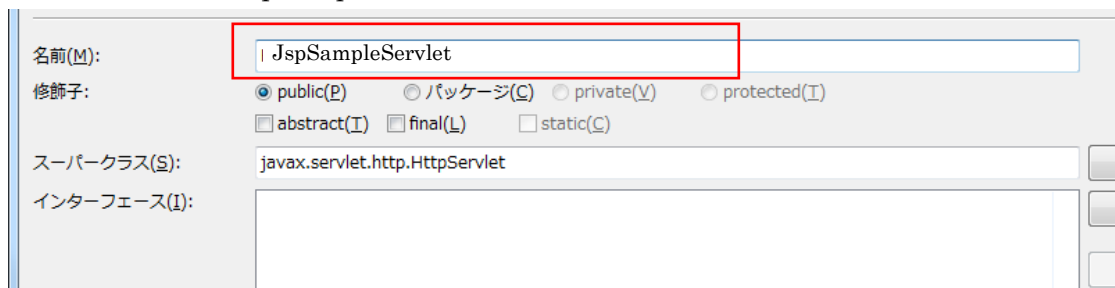 名前(M):
JspSampleServlet
修飾子:
public(P) パッケージ(C) private(V) protected(T)
abstract(T) final(L) static(C)
スーパークラス(S):
javax.servlet.http.HttpServlet
インターフェース(I):